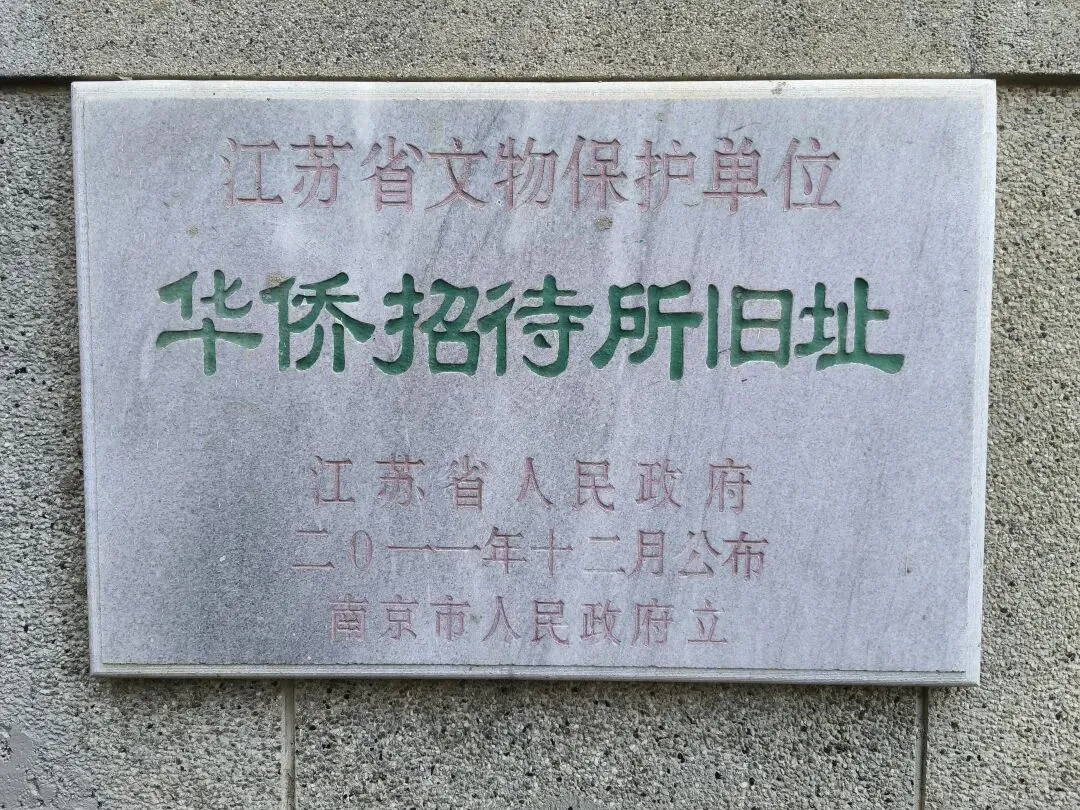 江苏省文物保护单位
华侨招待所旧址
江苏省人民政府
二0一一年十二月公布
南京市人民政府立